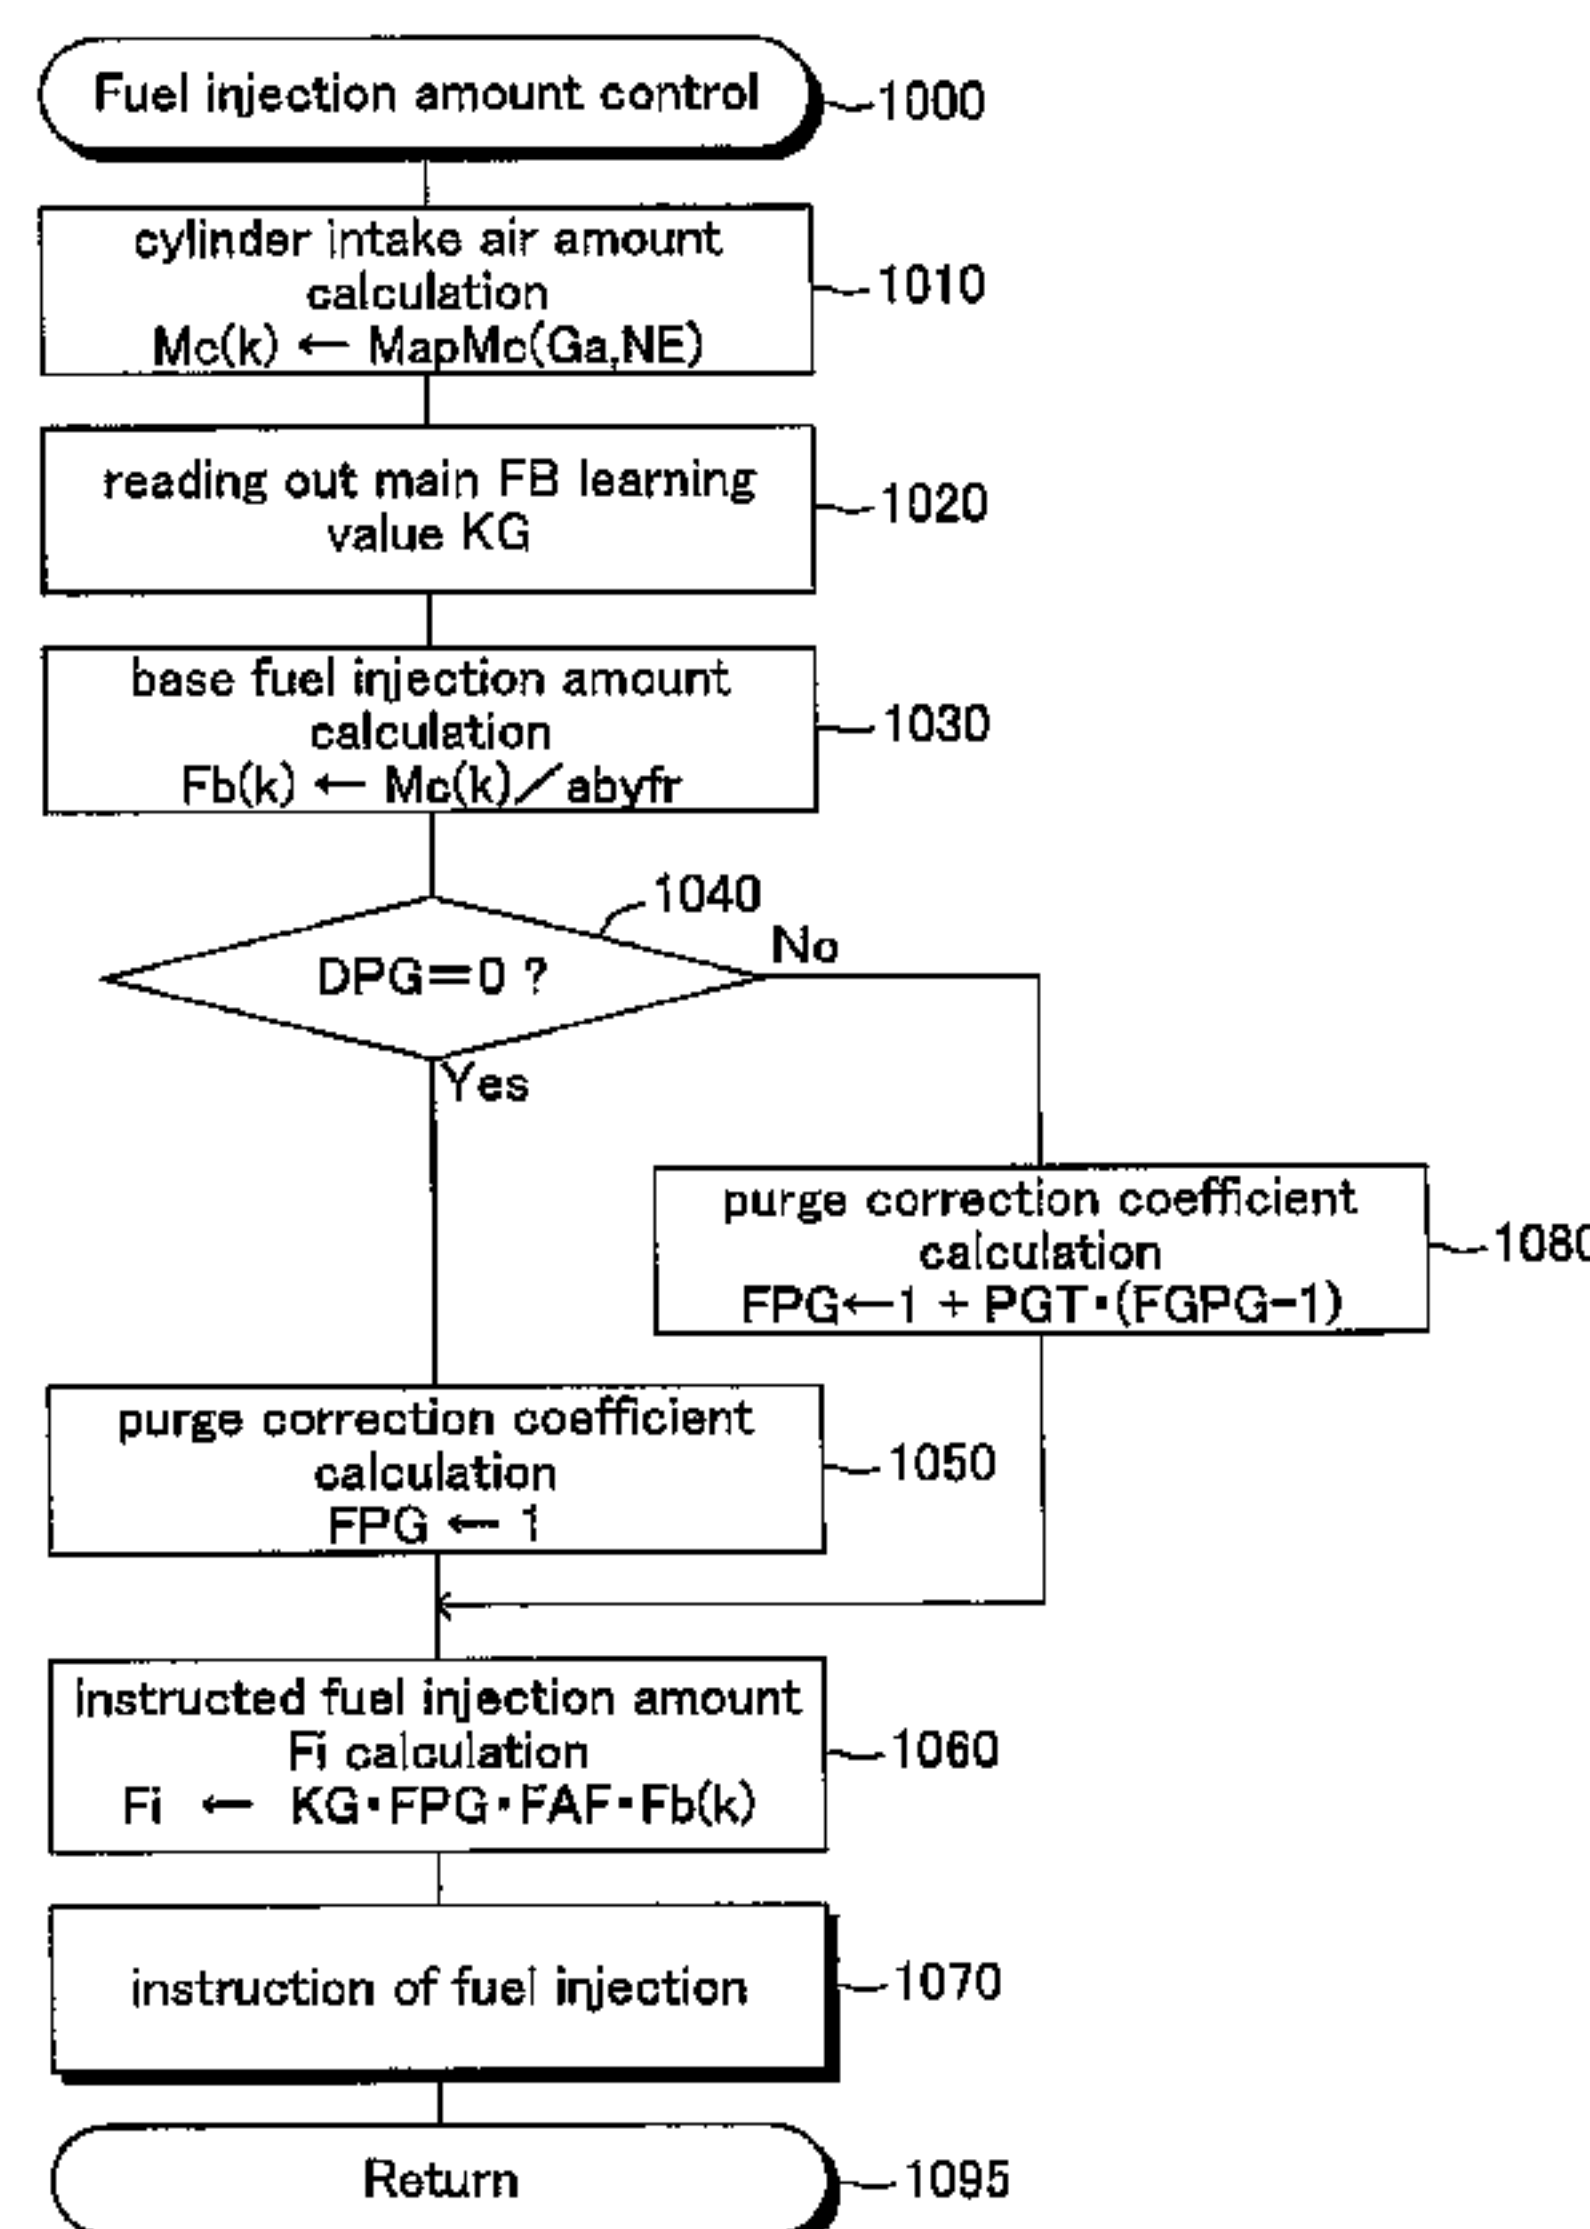 Fuel injection amount control
1000
cylinder intake air amount
calculation
Mc(k) ← MapMc(Ga,NE)
1010
reading out main FB learning
value KG
1020
base fuel injection amount
calculation
Fb(k) ← Mc(k)／abyfr
1030
1040
DPG=0 ?
No
Yes
purge correction coefficient
calculation
FPG←1 + PGT・(FGPG-1)
1080
purge correction coefficient
calculation
FPG ← 1
1050
instructed fuel injection amount
Fi calculation
Fi ← KG・FPG・FAF・Fb(k)
1060
instruction of fuel injection
1070
Return
1095